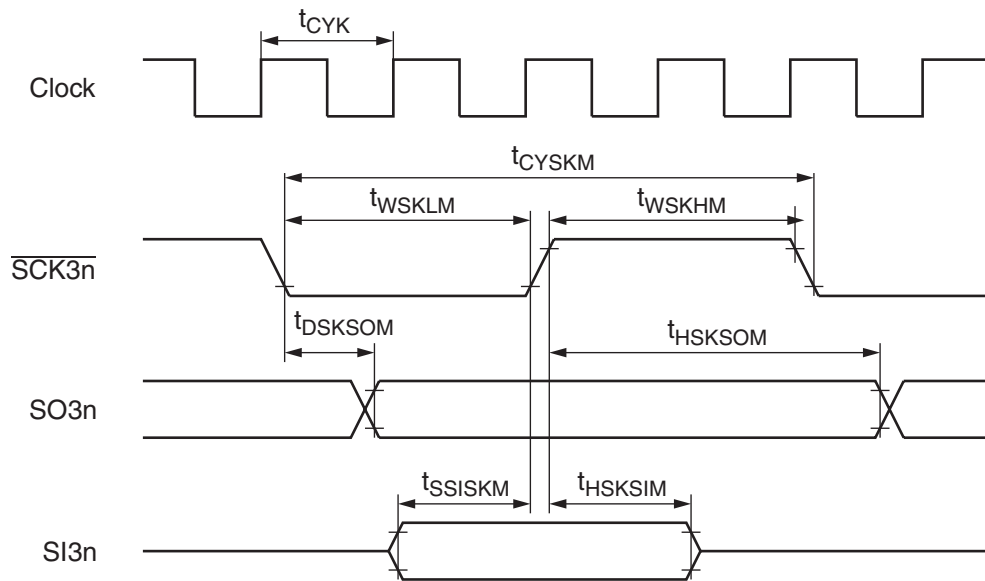 tCYK
Clock
tCYSKM
tWSKLM
tWSKHM
SCK3n
tDSKSOM
tHSKSOM
SO3n
tSSISKM
tHSKSIM
SI3n